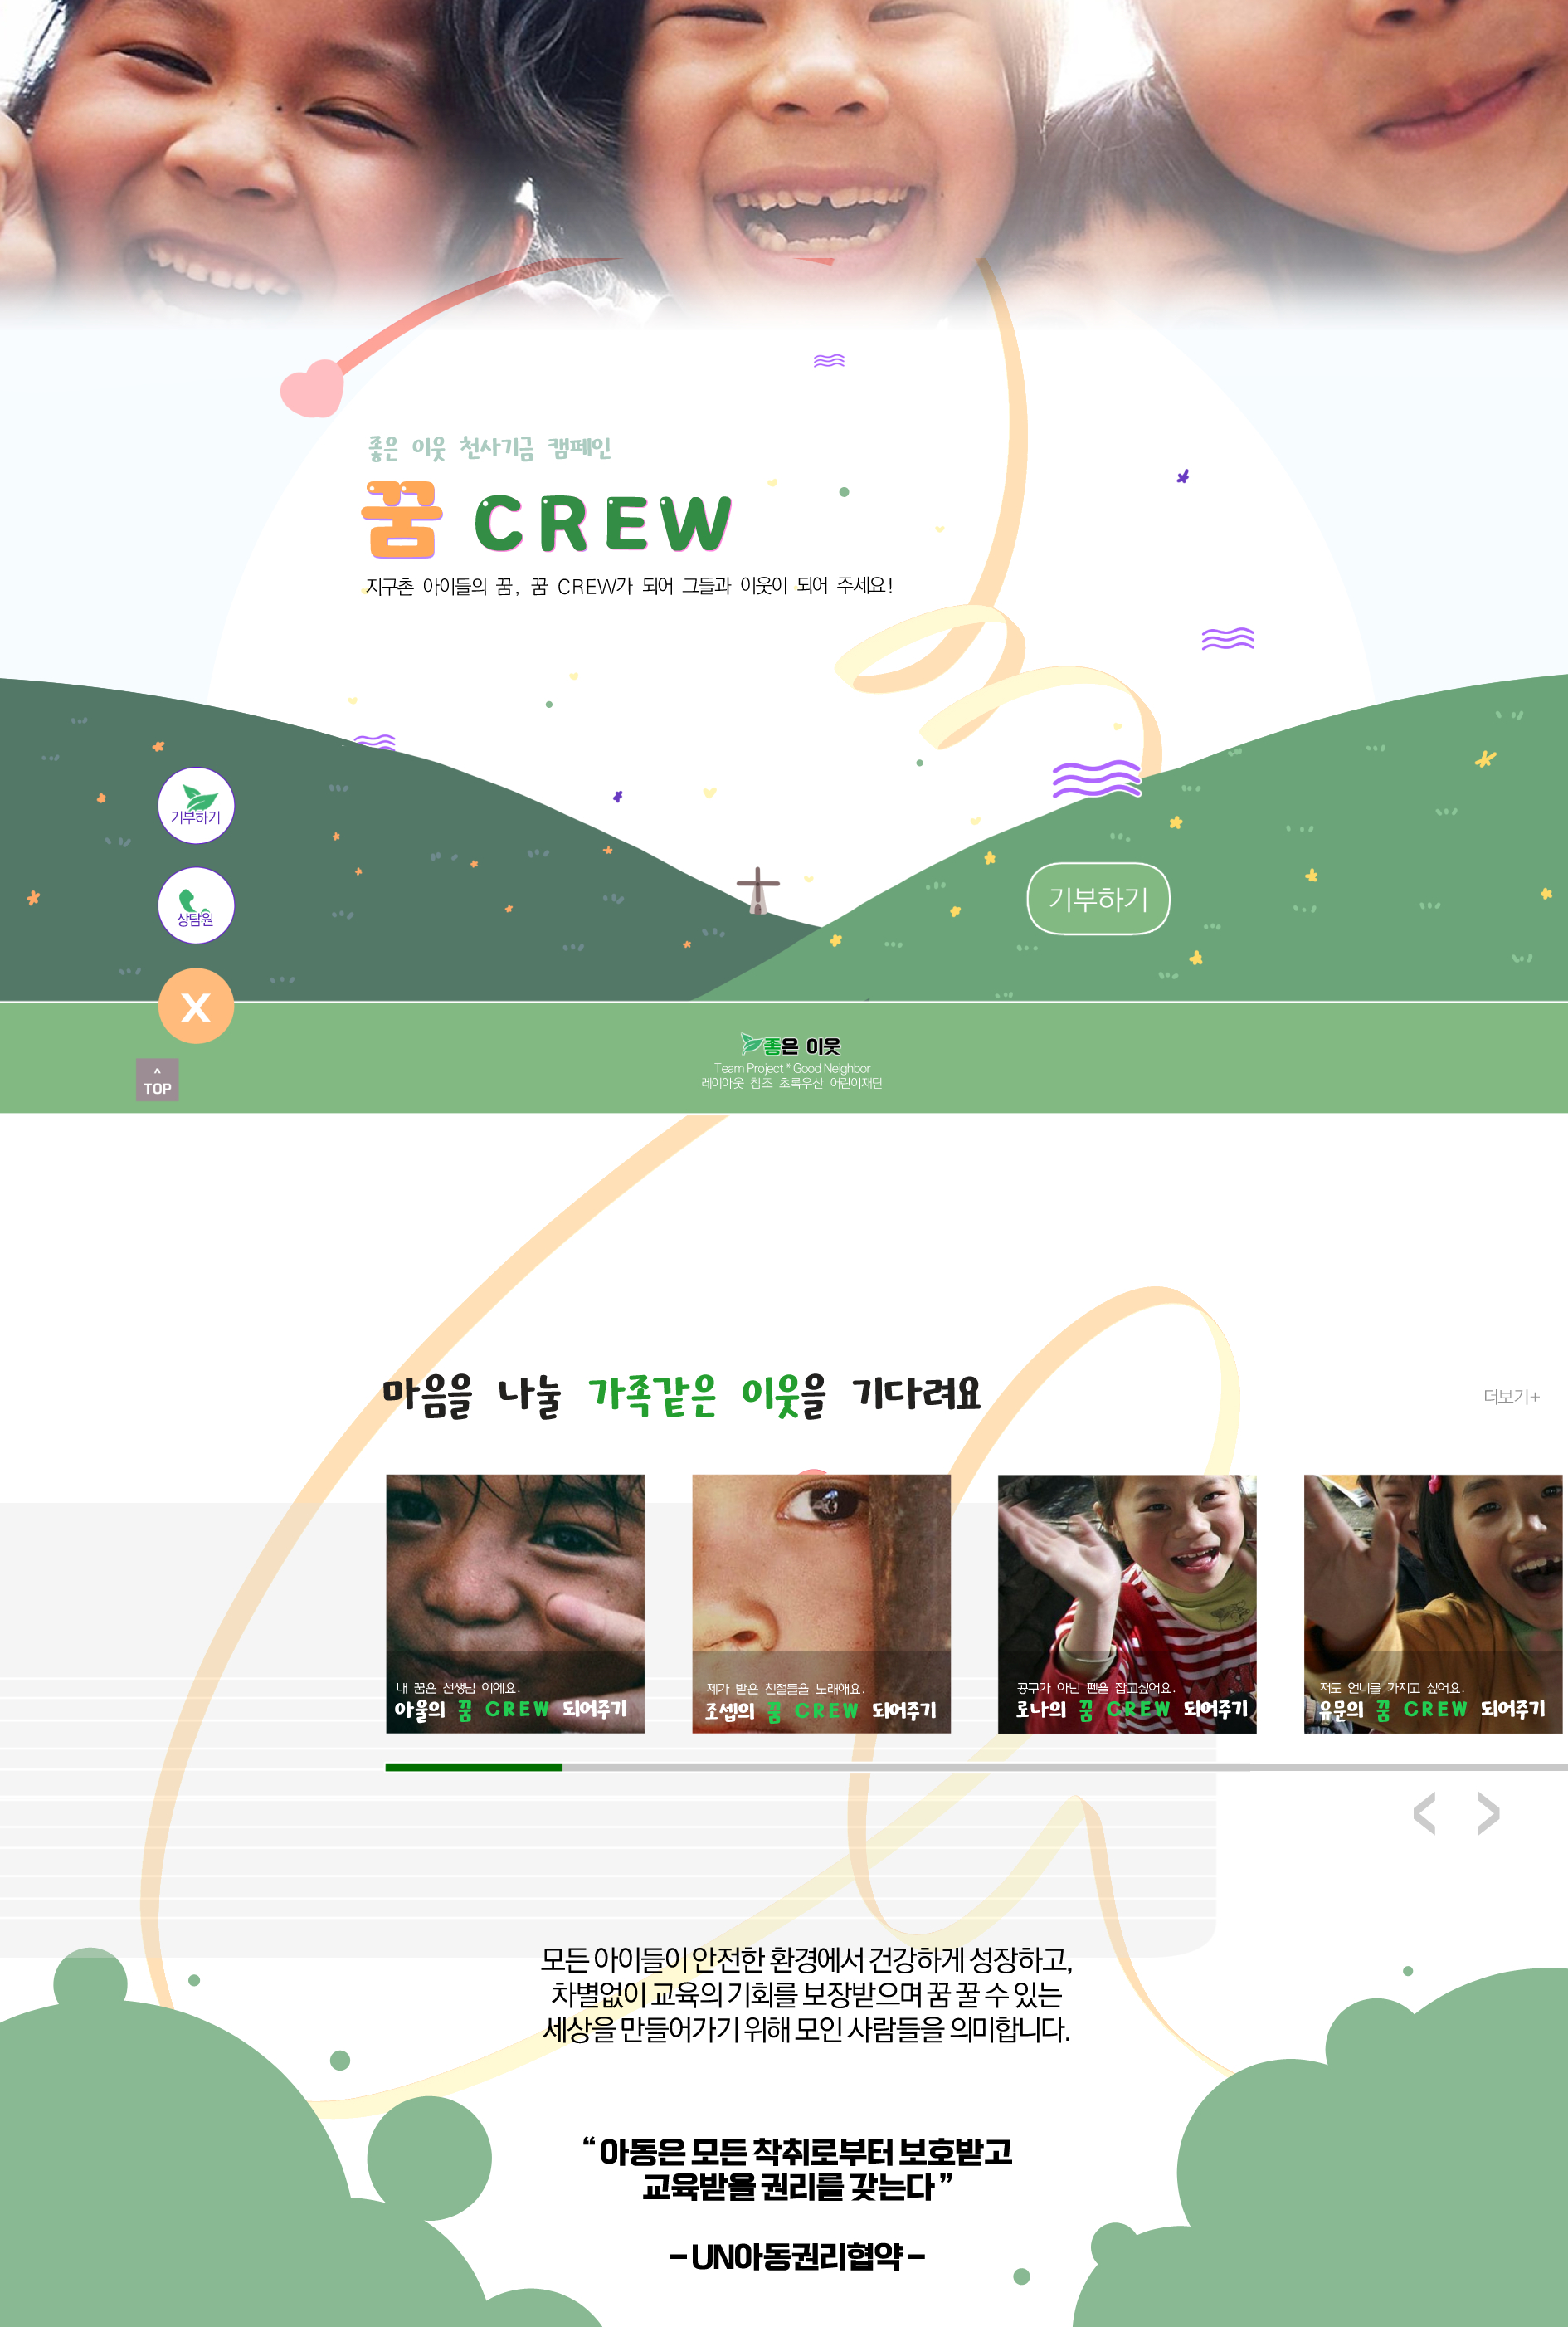 좋은 이웃 천사기금 캠페인
꿈 CREW
지구촌 아이들의 꿈, 꿈 CREW가 되어 그들과 이웃이 되어 주세요!
기부하기
상담원
X
기부하기
^
TOP
좋은 이웃
Team Project * Good Neighbor
레이아웃 참조 초록우산 어린이재단
마음을 나눌 가족같은 이웃을 기다려요
더보기+
내 꿈은 선생님 이에요.
아울의 꿈 CREW 되어주기
제가 받은 친절들을 노래해요.
조셉의 꿈 CREW 되어주기
공구가 아닌 펜을 잡고싶어요.
로나의 꿈 CREW 되어주기
저도 언니를 가지고 싶어요.
유문의 꿈 CREW 되어주기
< >
모든 아이들이 안전한 환경에서 건강하게 성장하고,
차별없이 교육의 기회를 보장받으며 꿈 꿀 수 있는
세상을 만들어가기 위해 모인 사람들을 의미합니다.
“ 아동은 모든 착취로부터 보호받고
교육받을 권리를 갖는다 ”
– UN아동권리협약 –